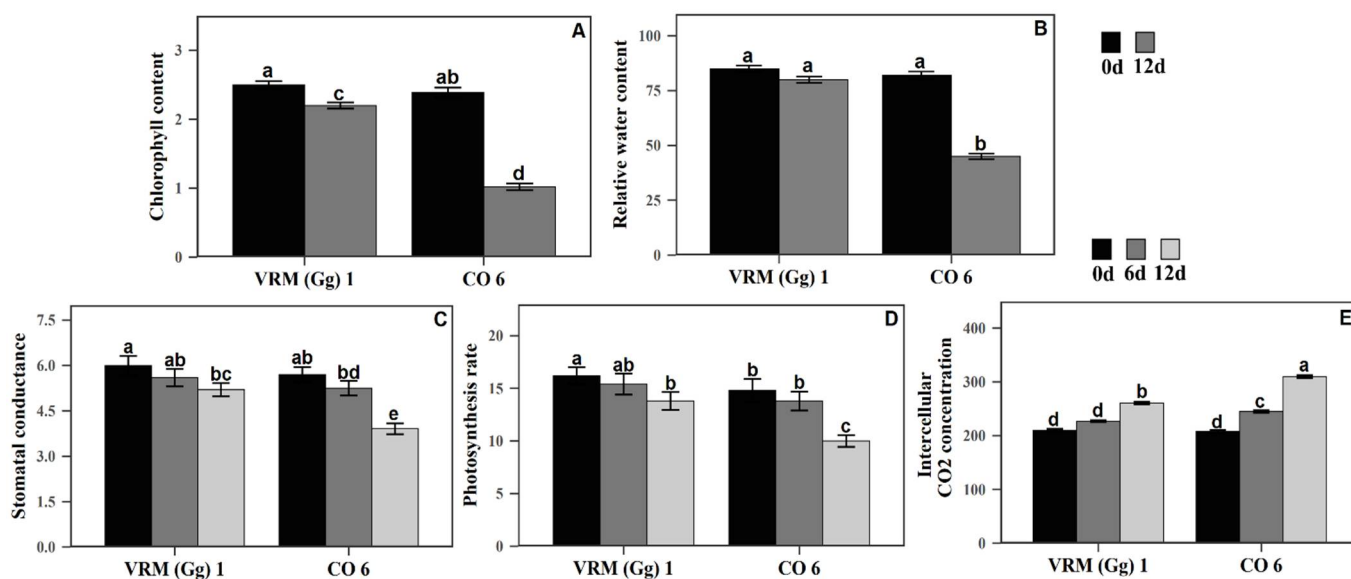 A
Chlorophyll content
3
2
1
0
a
c
ab
d
VRM (Gg) 1
CO 6
B
Relative water content
100
75
50
25
0
a
a
a
b
VRM (Gg) 1
CO 6
0d 12d
0d 6d 12d
C
Stomatal conductance
7.5
6.0
4.5
3.0
1.5
0.0
a
ab
bc
ab
bd
e
VRM (Gg) 1
CO 6
D
Photosynthesis rate
20
15
10
5
0
a
ab
b
b
b
c
VRM (Gg) 1
CO 6
E
Intercellular
CO2 concentration
400
300
200
100
0
d
d
b
d
c
a
VRM (Gg) 1
CO 6